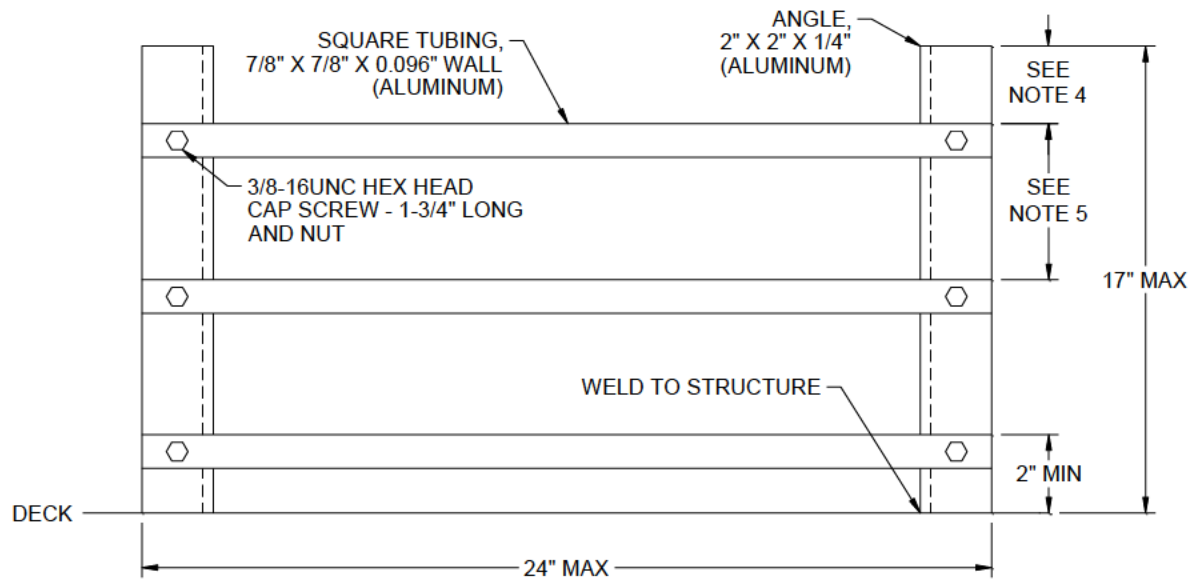 SQUARE TUBING,
7/8" X 7/8" X 0.096" WALL
(ALUMINUM)
ANGLE,
2" X 2" X 1/4"
(ALUMINUM)
SEE
NOTE 4
3/8-16UNC HEX HEAD
CAP SCREW - 1-3/4" LONG
AND NUT
SEE
NOTE 5
17" MAX
WELD TO STRUCTURE
2" MIN
DECK
24" MAX